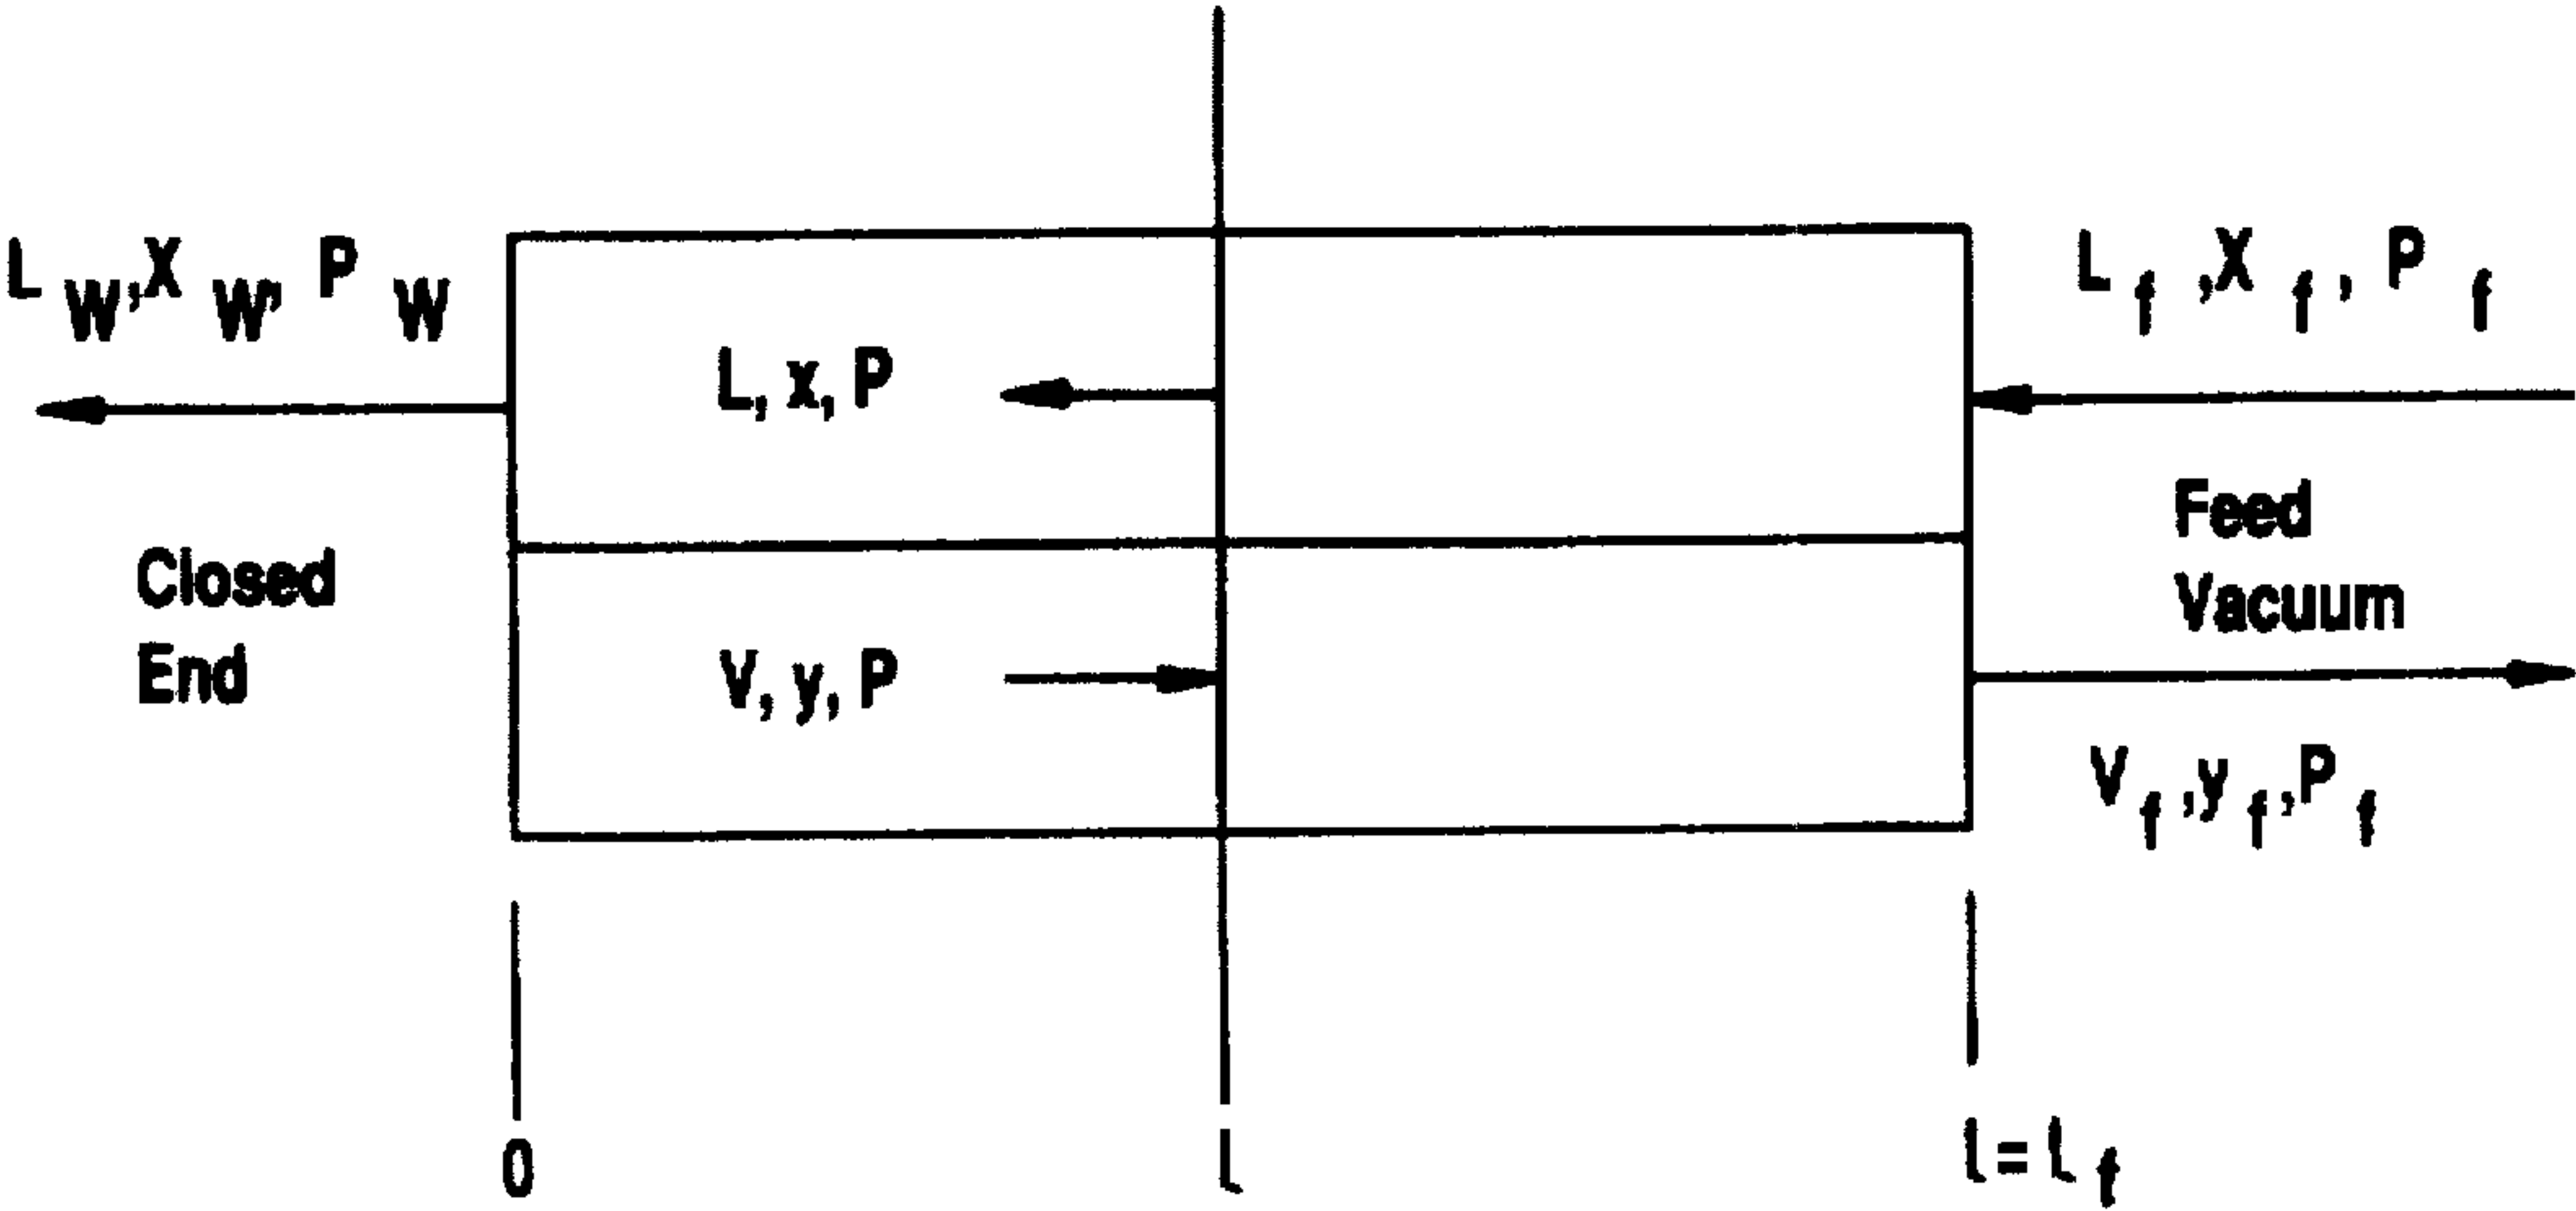 L W, X W, P W
L f, X f, P f
L, x, P
Feed
Vacuum
Closed
End
V, y, P
V f, y f, P f
0
l
l = l f